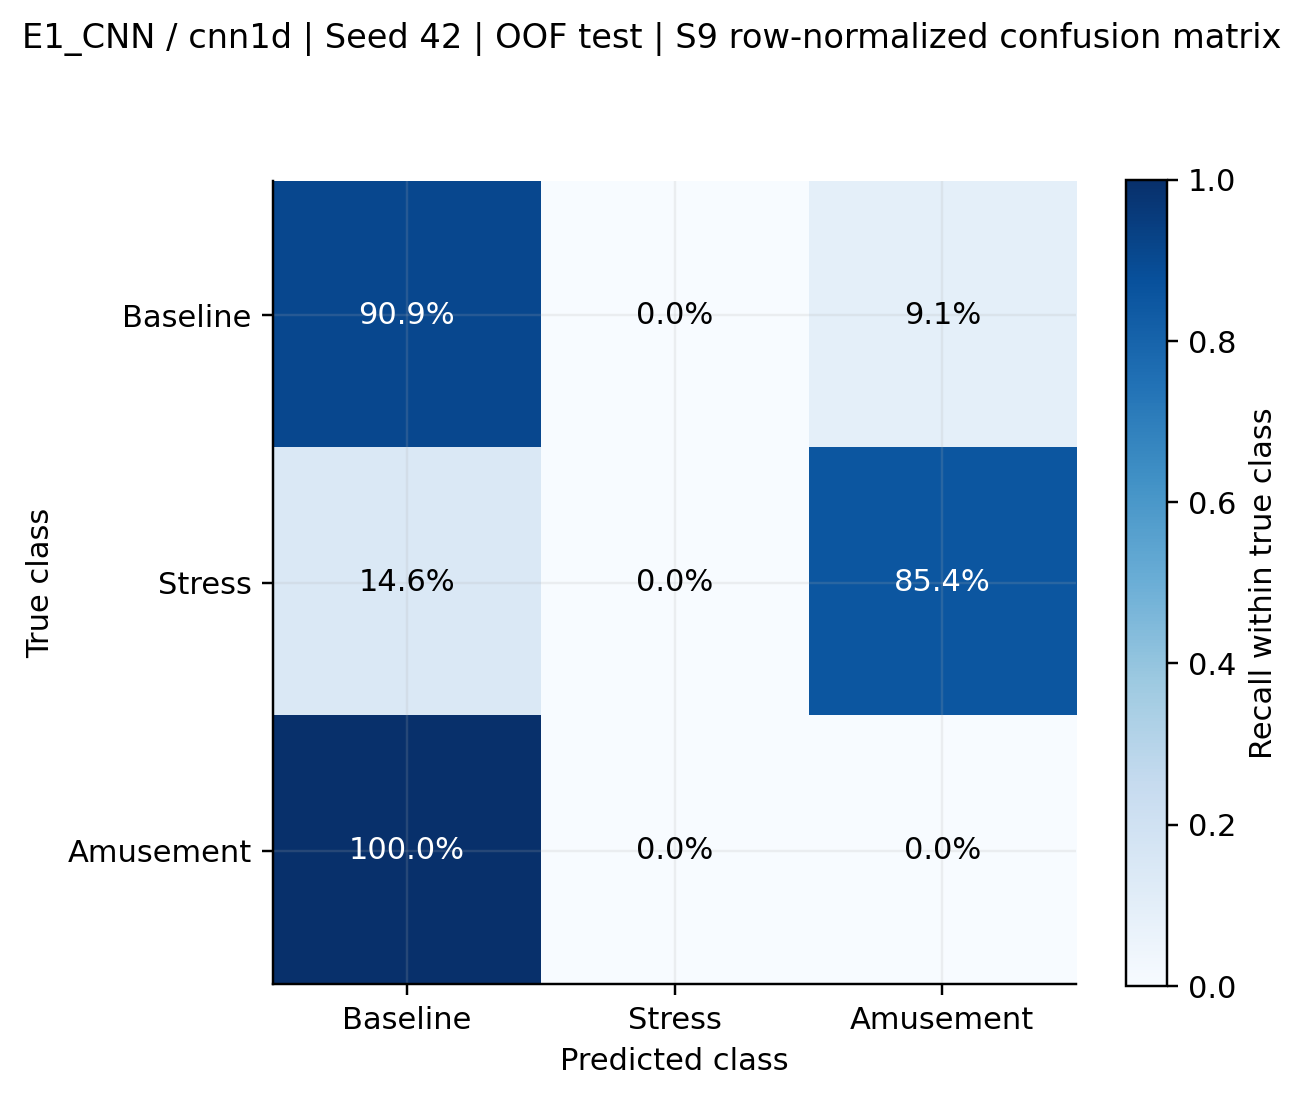 E1_CNN / cnn1d | Seed 42 | OOF test | S9 row-normalized confusion matrix
1.0
0.8
0.6
0.4
0.2
0.0
Recall within true class
True class
Baseline
90.9%
0.0%
9.1%
Stress
14.6%
0.0%
85.4%
Amusement
100.0%
0.0%
0.0%
Baseline
Stress
Amusement
Predicted class